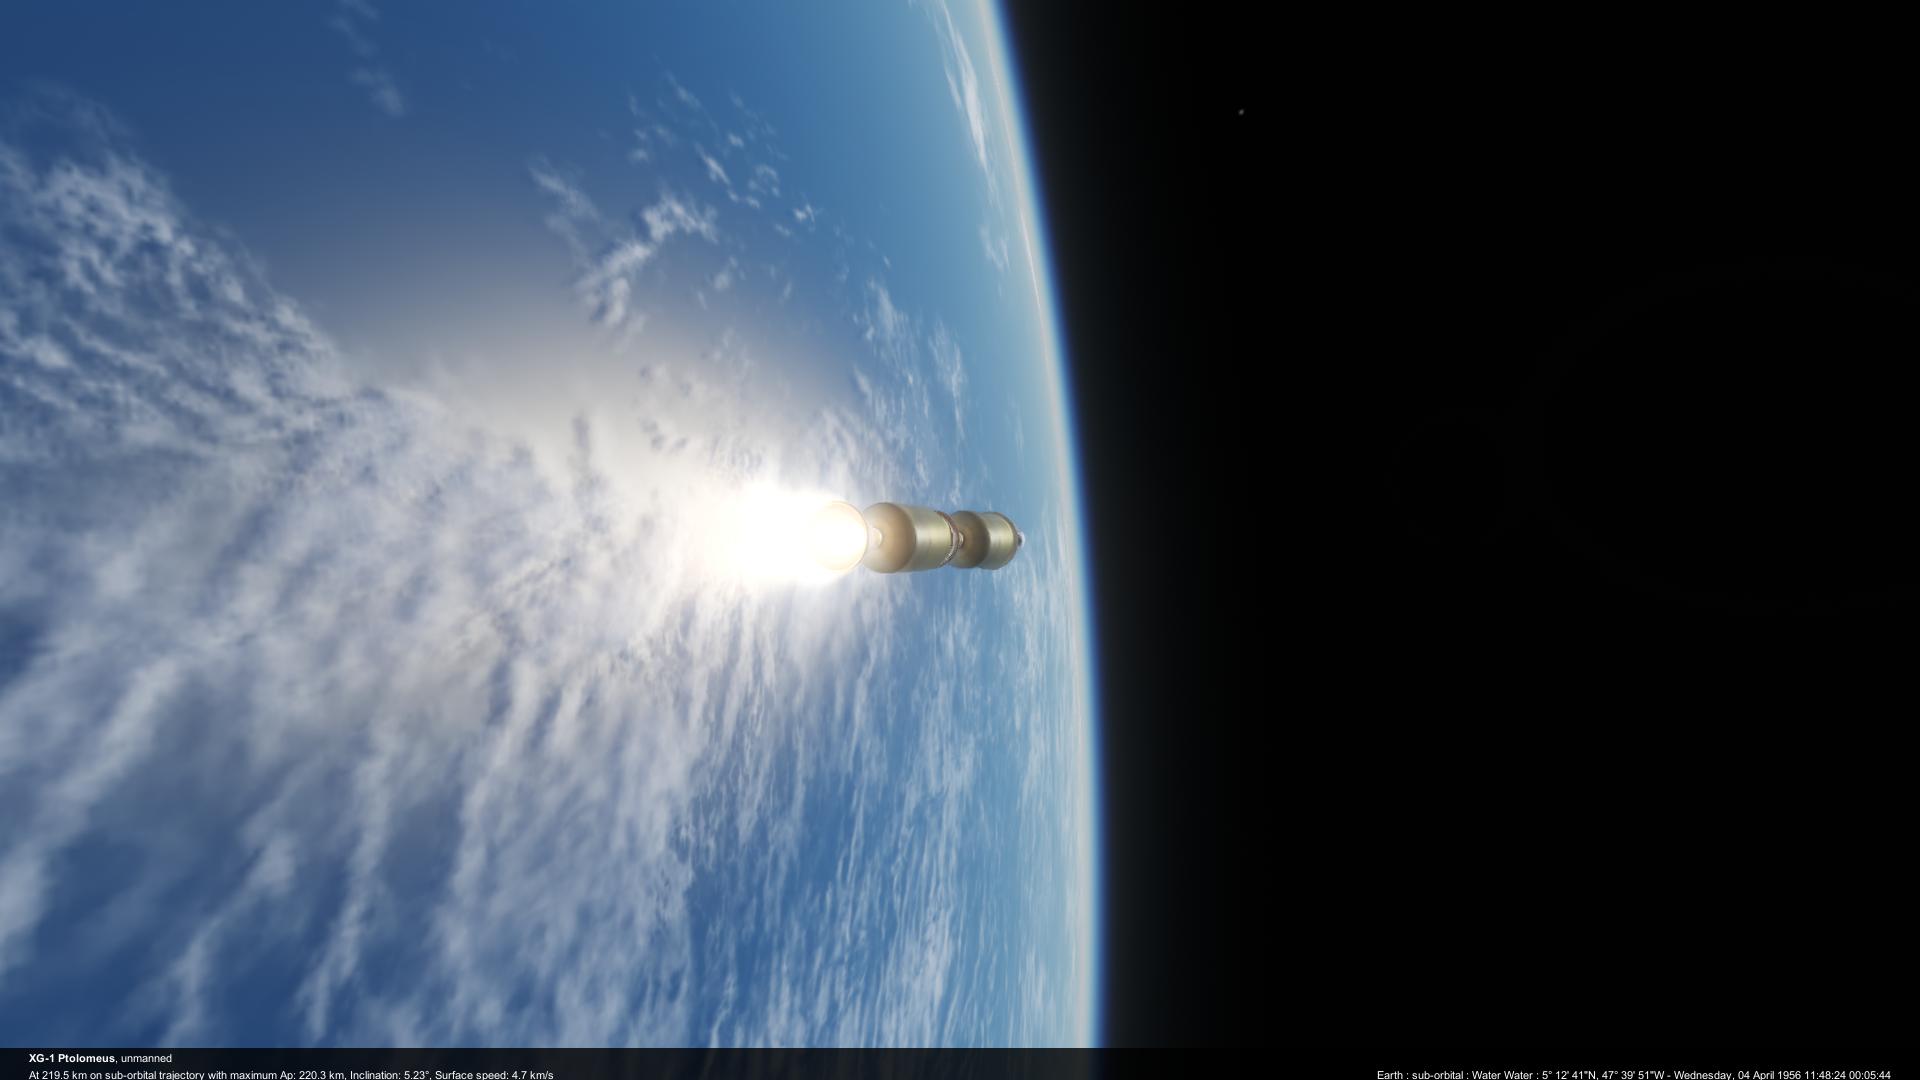 XG-1 Ptolomeus, unmanned
At 219.5 km on sub-orbital trajectory with maximum Ap: 220.3 km, Inclination: 5.23°, Surface speed: 4.7 km/s
Earth : sub-orbital : Water Water : 5° 12' 41"N, 47° 39' 51"W - Wednesday, 04 April 1956 11:48:24 00:05:44